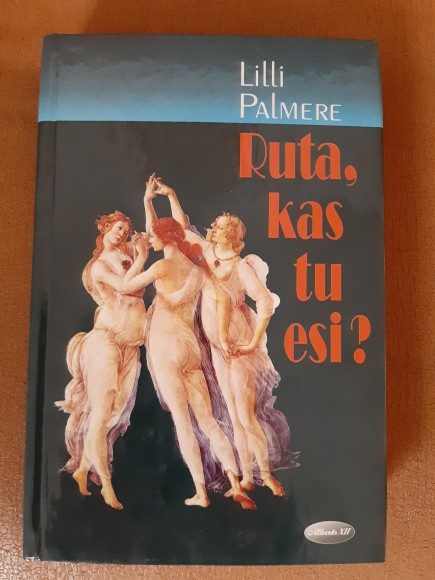 Lilli
Palmere
Ruta,
kas
tu
esi?
Alberts XII